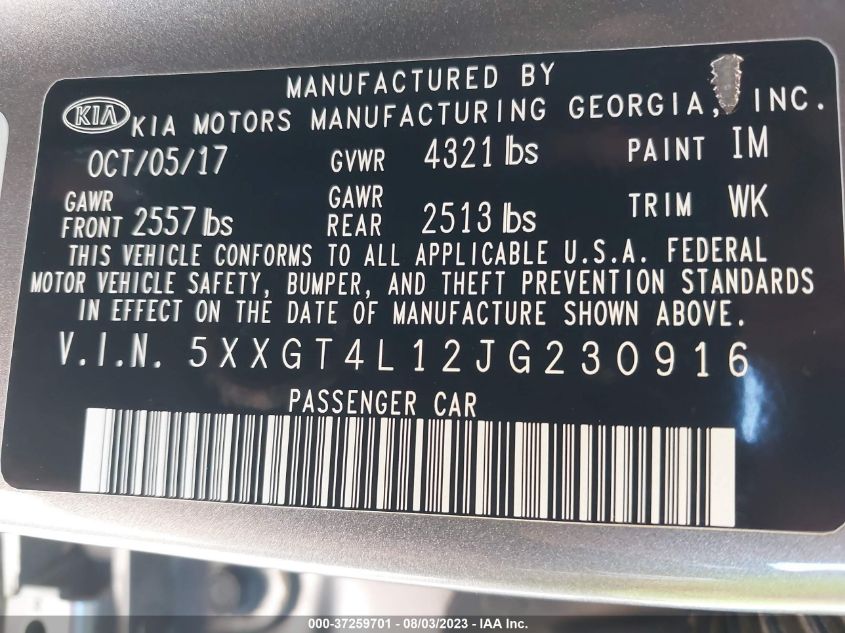 MANUFACTURED BY
KIA KIA MOTORS MANUFACTURING GEORGIA, INC.
OCT/05/17 GVWR 4321 lbs PAINT IM
GAWR FRONT 2557 lbs GAWR REAR 2513 lbs TRIM WK
THIS VEHICLE CONFORMS TO ALL APPLICABLE U.S.A. FEDERAL
MOTOR VEHICLE SAFETY, BUMPER, AND THEFT PREVENTION STANDARDS
IN EFFECT ON THE DATE OF MANUFACTURE SHOWN ABOVE.
V.I.N. 5XXGT4L12JG230916
PASSENGER CAR
000-37259701 - 08/03/2023 - IAA Inc.